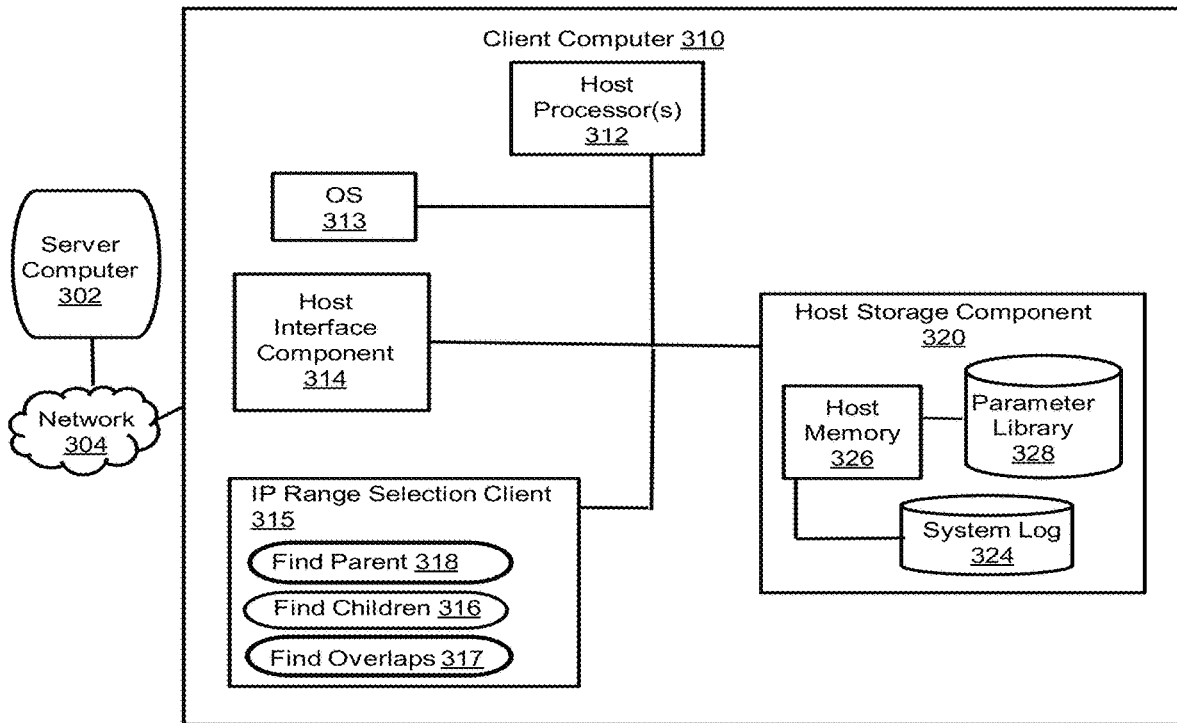 Client Computer 310
Host
Processor(s)
312
OS
313
Server
Computer
302
Host
Interface
Component
314
Host Storage Component
320
Host
Memory
326
Parameter
Library
328
Network
304
IP Range Selection Client
315
System Log
324
Find Parent 318
Find Children 316
Find Overlaps 317